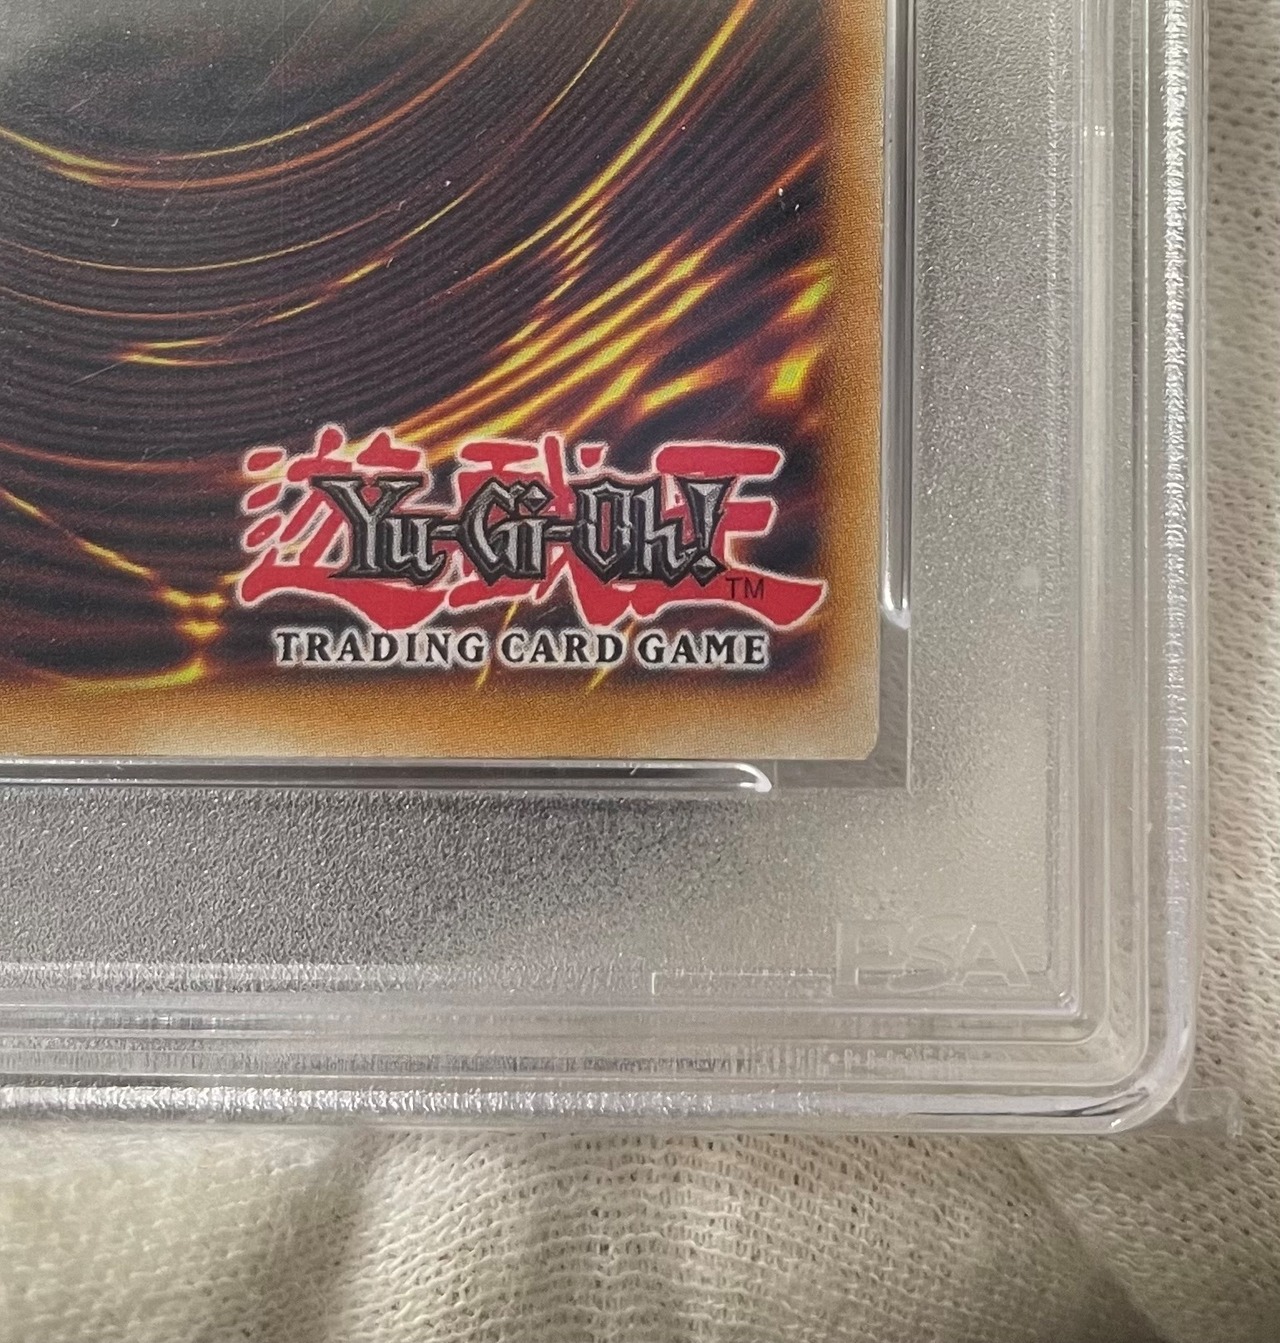 遊戯王
Yu-Gi-Oh!
TM
TRADING CARD GAME
PSA